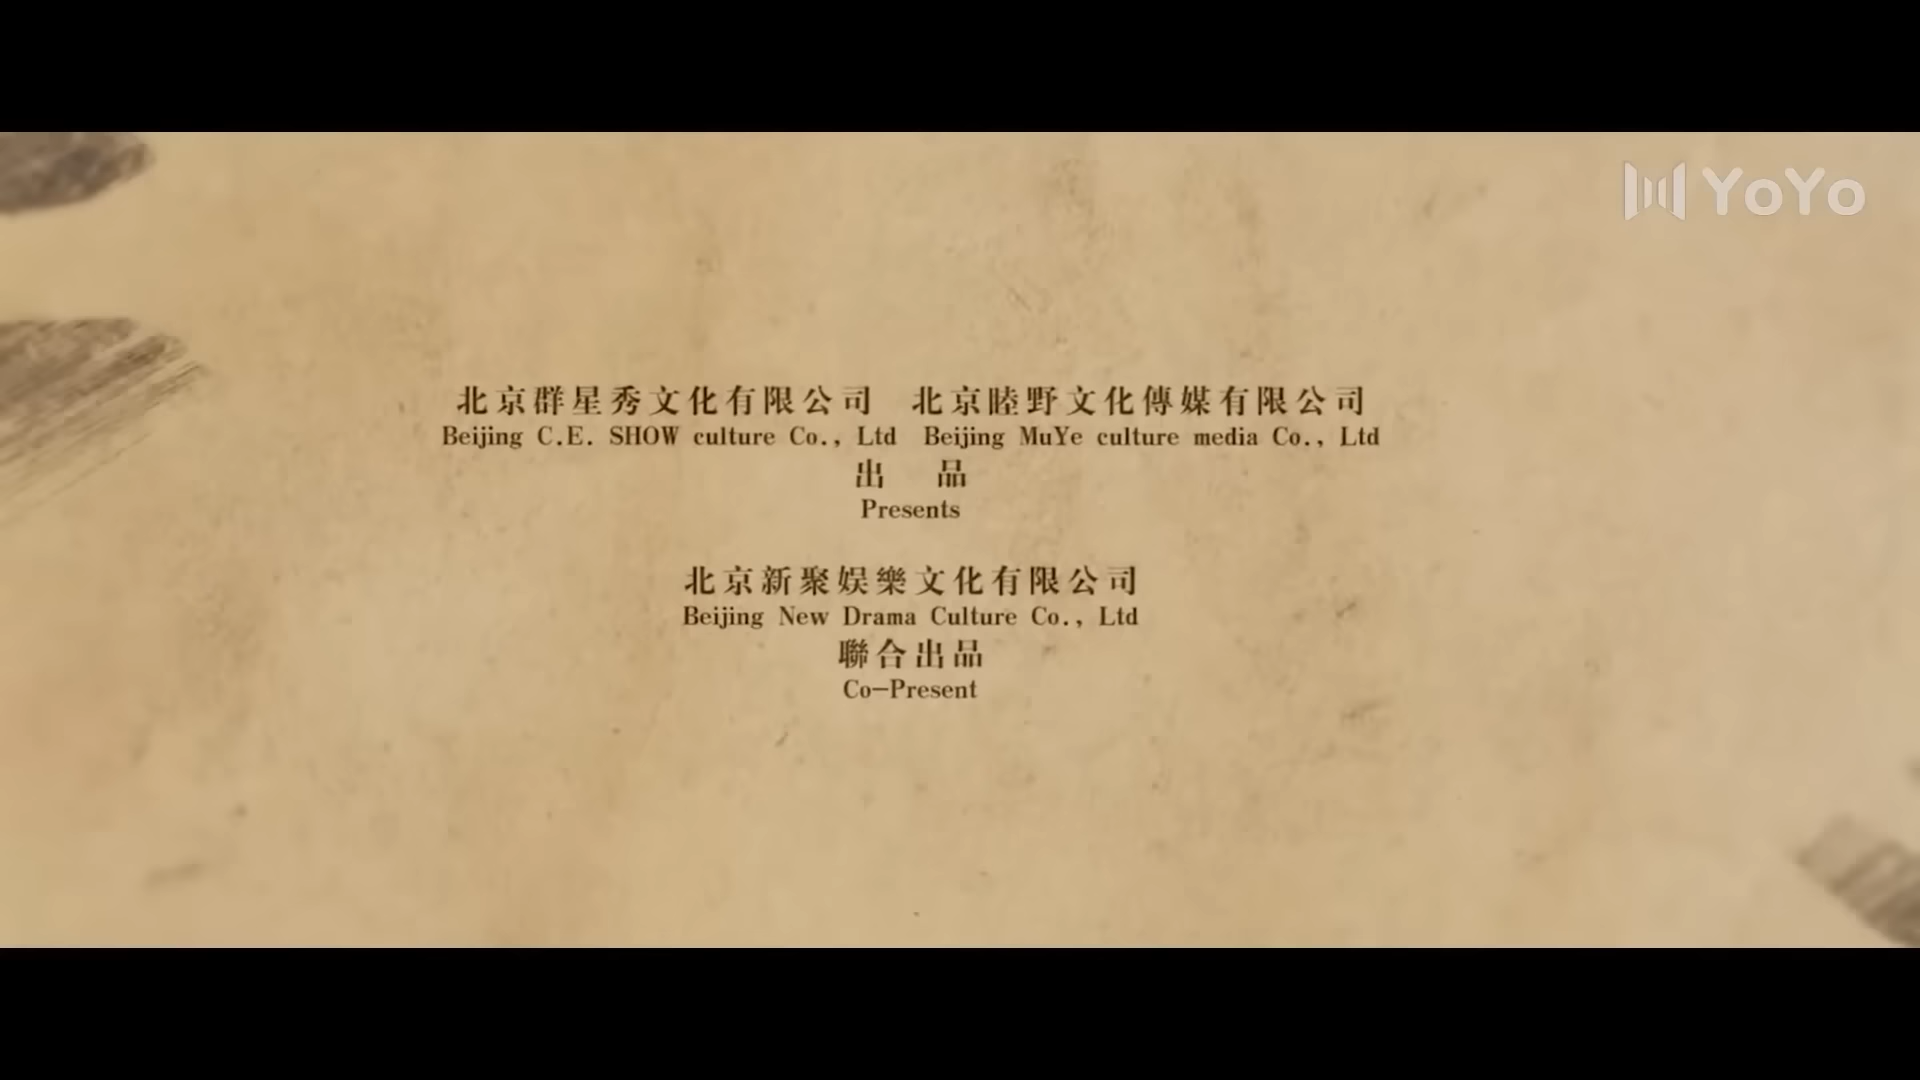 YoYo
北京群星秀文化有限公司 北京睦野文化傳媒有限公司
Beijing C.E. SHOW culture Co., Ltd Beijing MuYe culture media Co., Ltd
出 品
Presents
北京新聚娛樂文化有限公司
Beijing New Drama Culture Co., Ltd
聯合出品
Co-Present